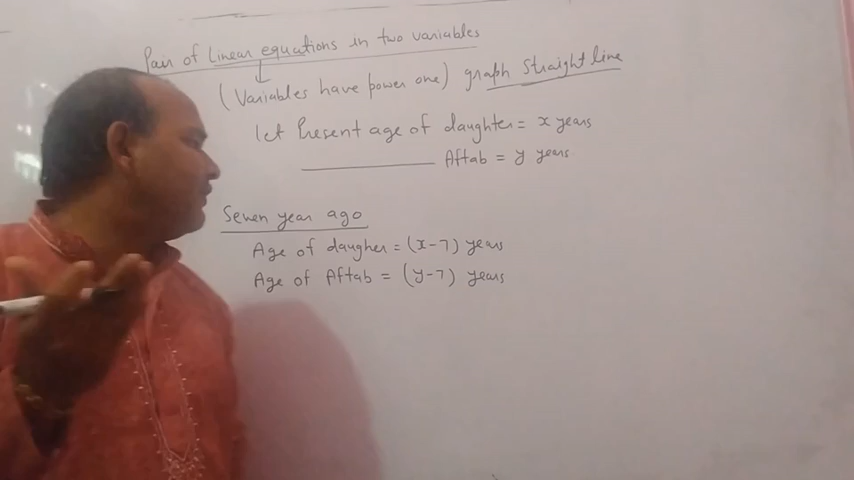 Pair of Linear equations in two variables
(Variables have power one) graph straight line
let Present age of daughter = x years
Aftab = y years
Seven year ago
Age of daugher = (x-7) years
Age of Aftab = (y-7) years